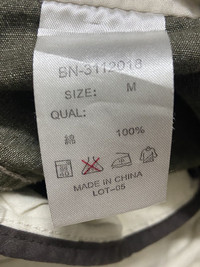 BN-3112018
SIZE: M
QUAL:
綿 100%
MADE IN CHINA
LOT-05